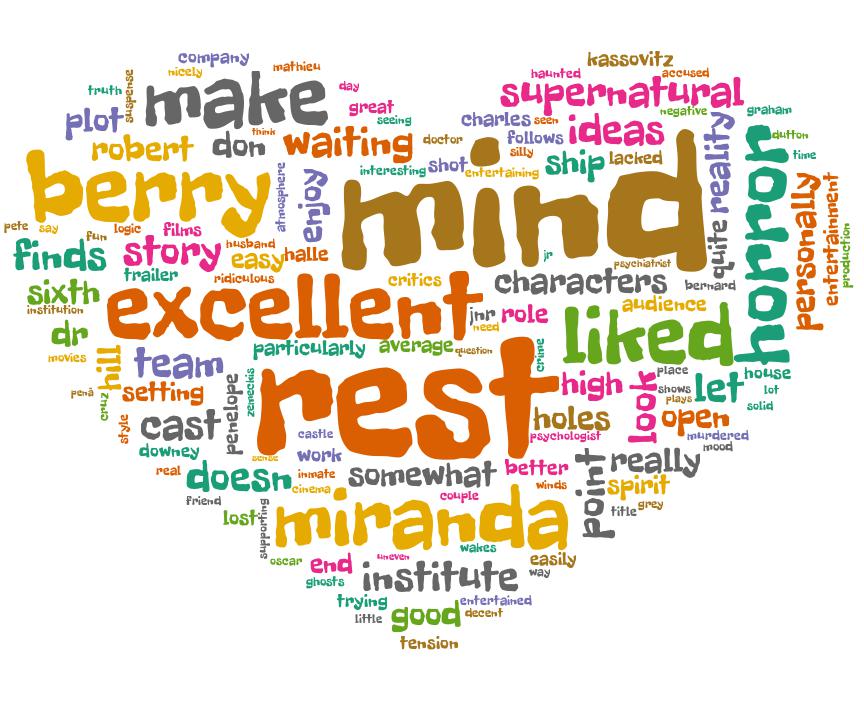 company
kassovitz
nicely
mathieu
haunted
accused
truth
suspense
make
day
supernatural
great
seeing
negative
graham
plot
charles
seen
ideas
reality
horror
dutton
think
robert
don
waiting
doctor
follows
silly
ship
lacked
time
berry
atmosphere
enjoy
interesting
shot
entertaining
mind
quite
personally
entertainment
production
pete
say
fun
logic
films
finds
story
husband
easy
halle
jr
psychiatrist
trailer
ridiculous
critics
characters
bernard
sixth
institution
excellent
jnr
need
role
audience
liked
dr
movies
hill
team
particularly
average
question
crime
rest
place
house
penã
cruz
setting
penelope
zemeckis
high
look
shows
plays
let
lot
solid
style
cast
castle
holes
open
downey
work
psychologist
murdered
mood
real
sense
doesn
inmate
cinema
somewhat
better
winds
point
really
spirit
title
grey
friend
lost
supporting
couple
miranda
wakes
oscar
end
uneven
easily
ghosts
institute
way
trying
entertained
little
good
decent
tension